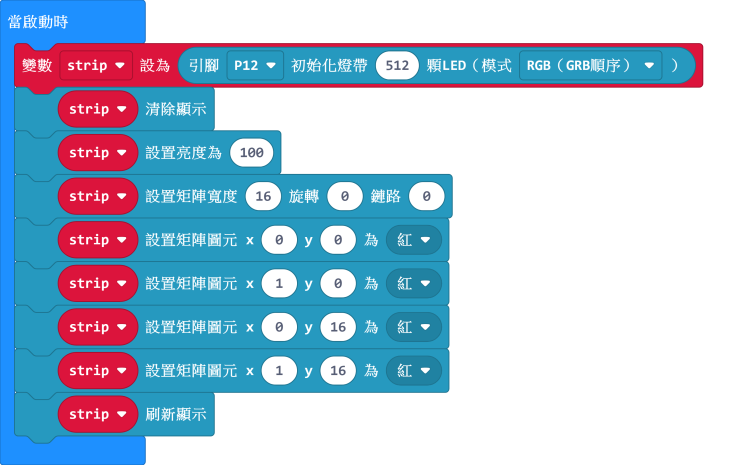 當啟動時
變數 strip 設為 引腳 P12 初始化燈帶 512 顆LED（模式 RGB（GRB順序） ）
strip 清除顯示
strip 設置亮度為 100
strip 設置矩陣寬度 16 旋轉 0 鏈路 0
strip 設置矩陣圖元 x 0 y 0 為 紅
strip 設置矩陣圖元 x 1 y 0 為 紅
strip 設置矩陣圖元 x 0 y 16 為 紅
strip 設置矩陣圖元 x 1 y 16 為 紅
strip 刷新顯示